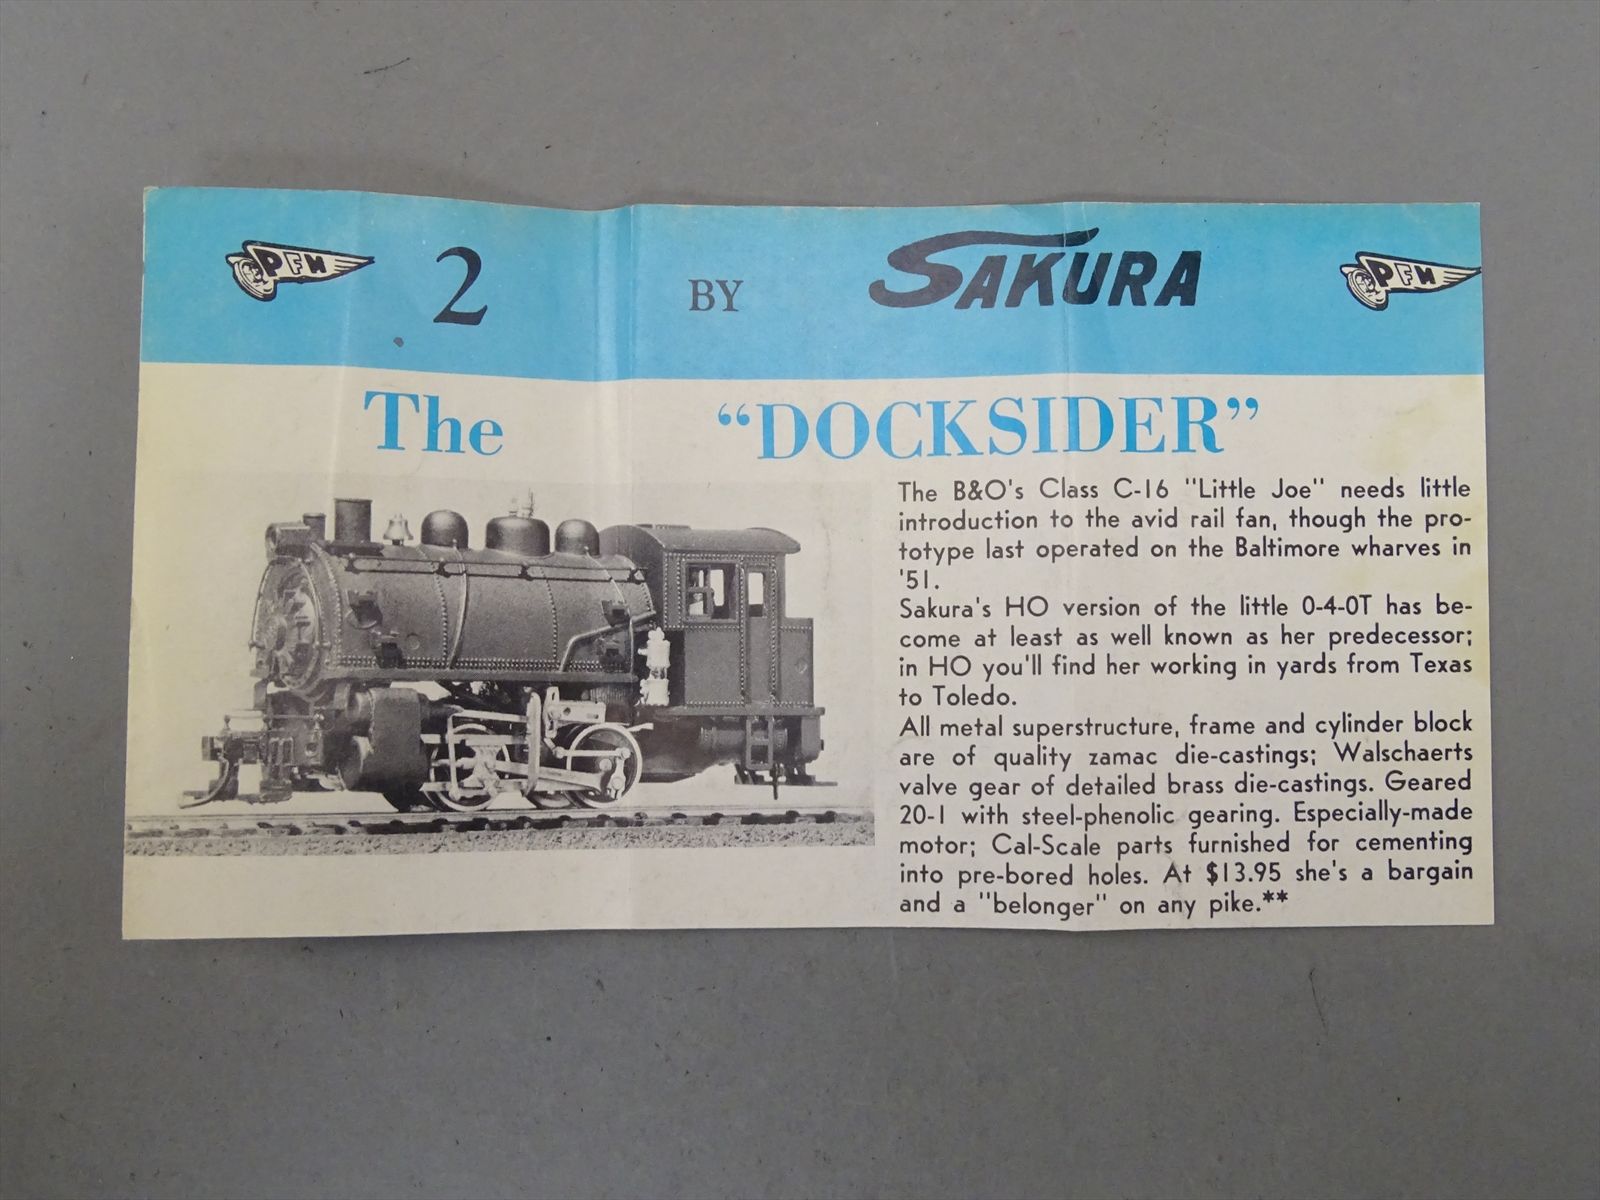 PFM 2 BY SAKURA PFM
The "DOCKSIDER"
The B&O's Class C-16 "Little Joe" needs little
introduction to the avid rail fan, though the pro-
totype last operated on the Baltimore wharves in
'51.
Sakura's HO version of the little 0-4-0T has be-
come at least as well known as her predecessor;
in HO you'll find her working in yards from Texas
to Toledo.
All metal superstructure, frame and cylinder block
are of quality zamac die-castings; Walschaerts
valve gear of detailed brass die-castings. Geared
20-1 with steel-phenolic gearing. Especially-made
motor; Cal-Scale parts furnished for cementing
into pre-bored holes. At $13.95 she's a bargain
and a "belonger" on any pike.**